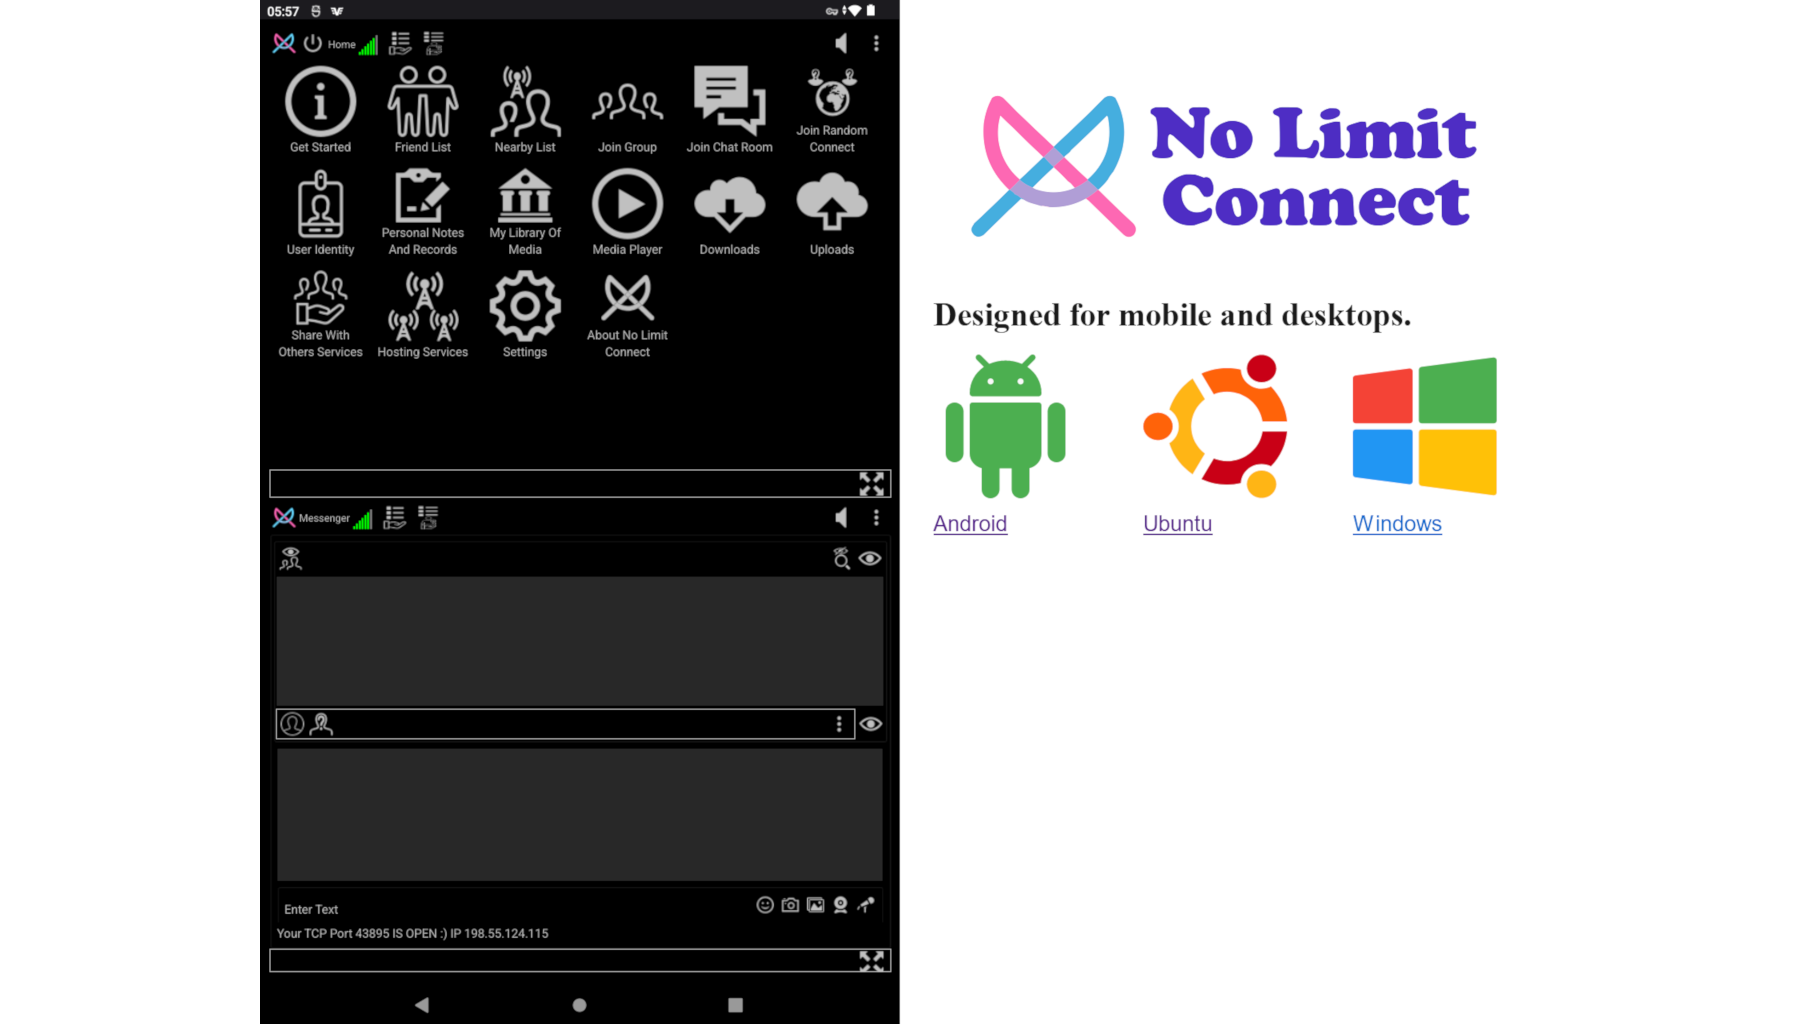 05:57
Home
Get Started
Friend List
Nearby List
Join Group
Join Chat Room
Join Random
Connect
User Identity
Personal Notes
And Records
My Library Of
Media
Media Player
Downloads
Uploads
Share With
Others Services
Hosting Services
Settings
About No Limit
Connect
Messenger
Enter Text
Your TCP Port 43895 IS OPEN :) IP 198.55.124.115
No Limit
Connect
Designed for mobile and desktops.
Android
Ubuntu
Windows